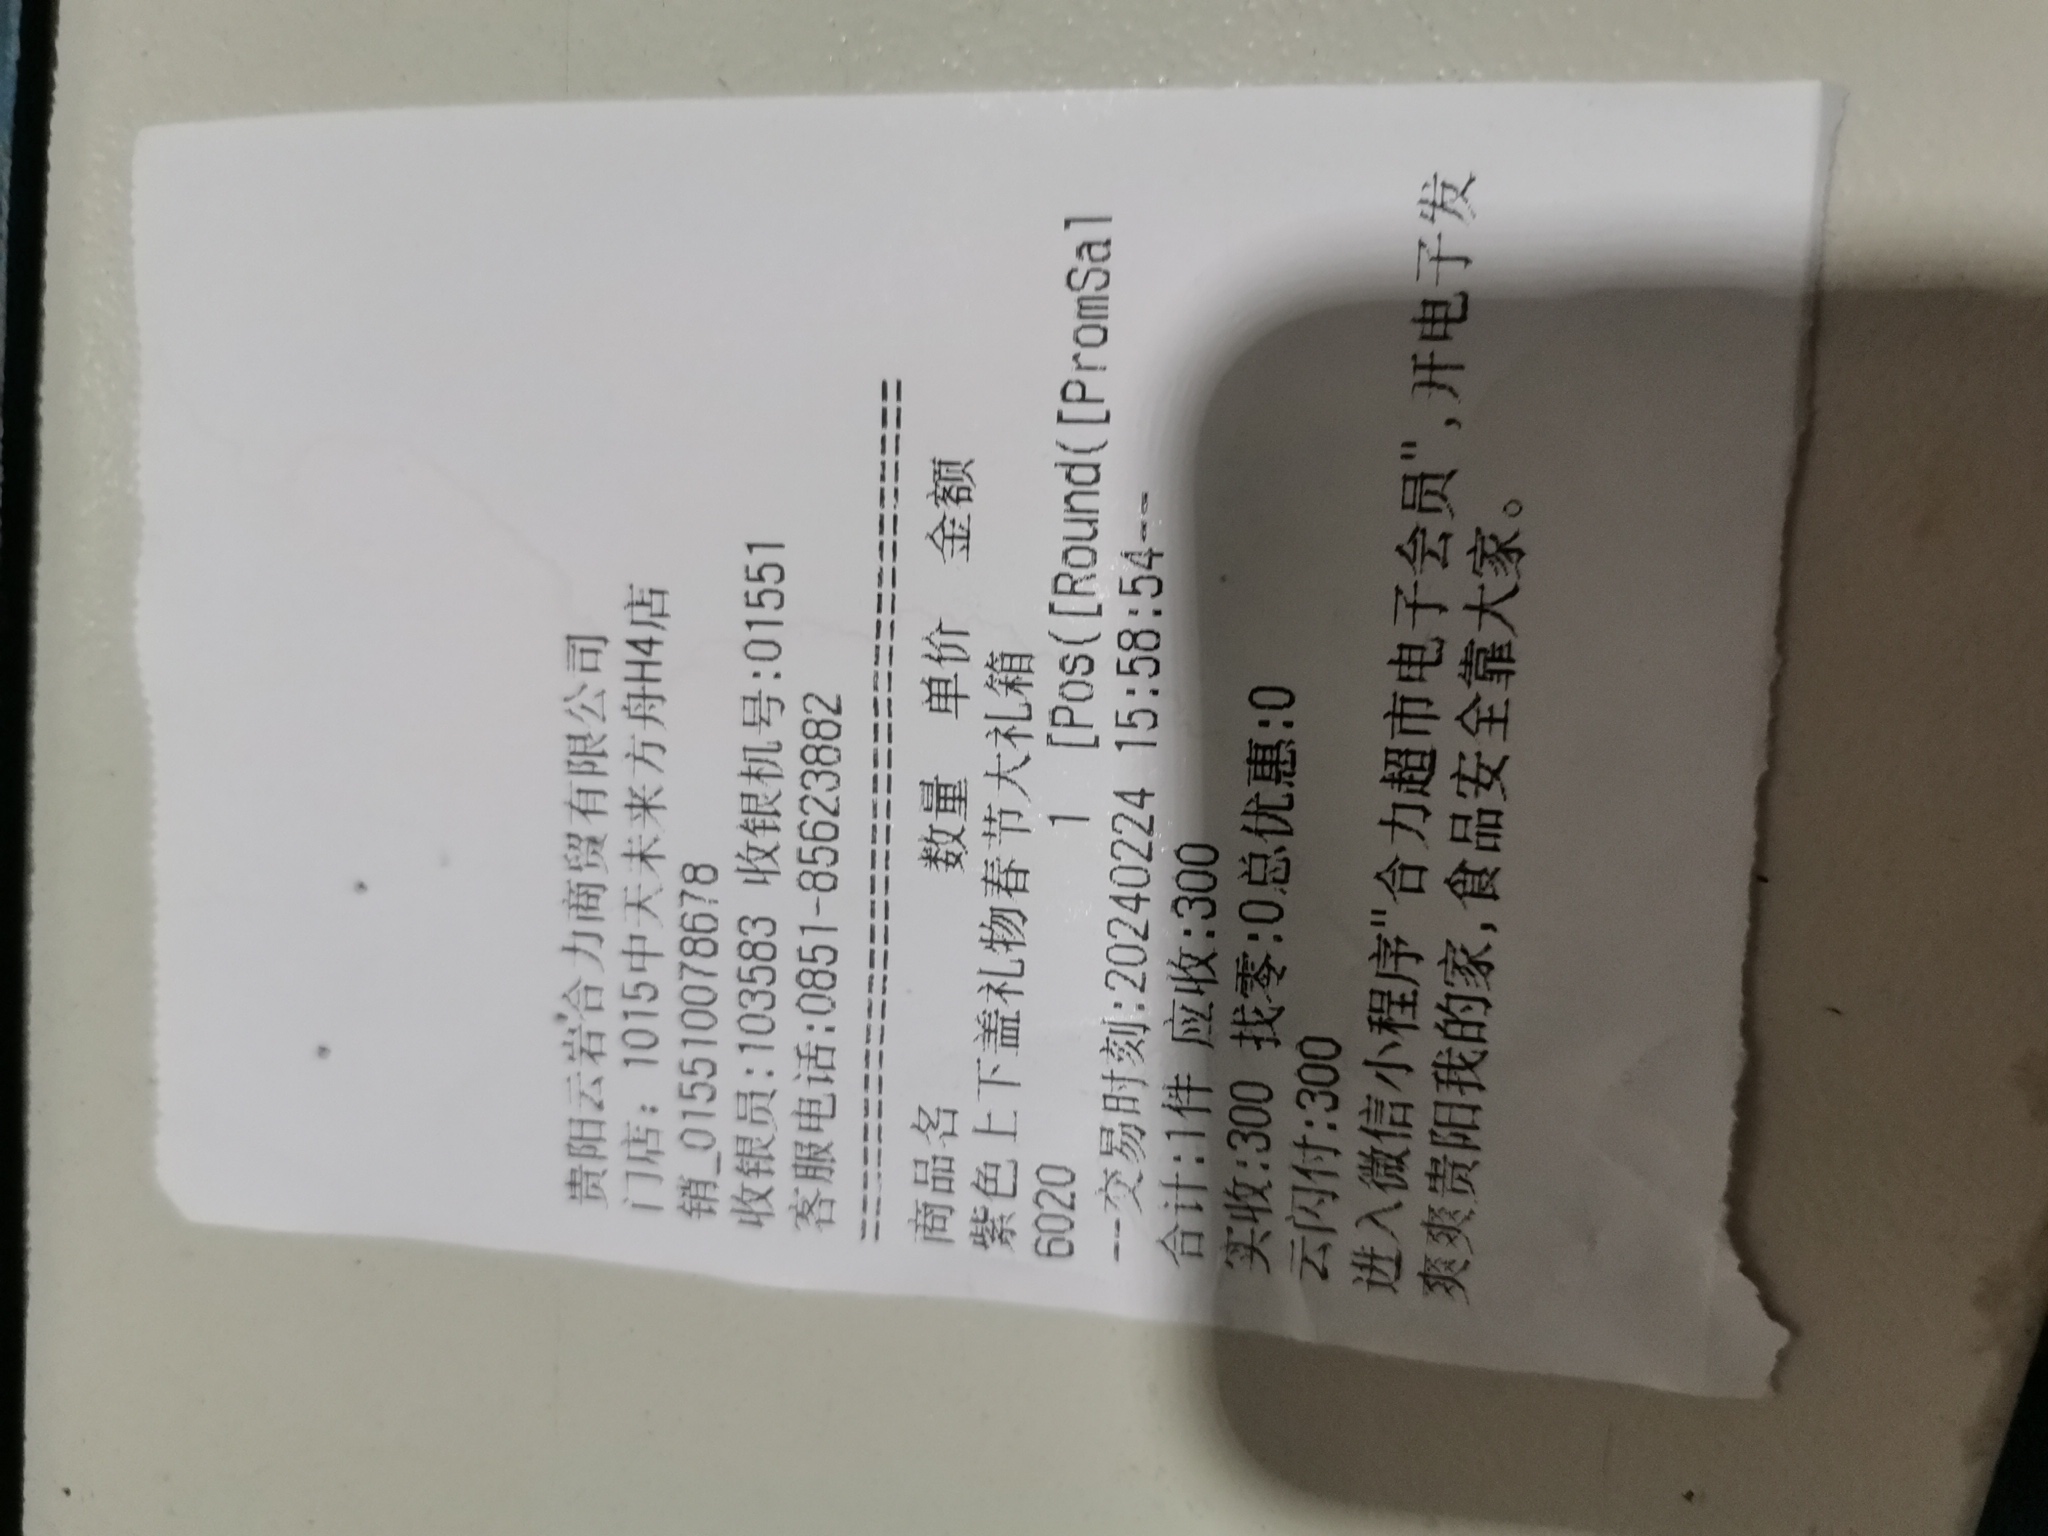 贵阳云岩合力商贸有限公司
门店：1015中天未来方舟H4店
销_015510078678
收银员:103583 收银机号:01551
客服电话:0851-85623882
==========================================
商品名 数量 单价 金额
紫色上下盖礼物春节大礼箱
6020 1 [Pos([Round([PromSal
--交易时刻:20240224 15:58:54---
合计:1件 应收:300
实收:300 找零:0总优惠:0
云闪付:300
进入微信小程序"合力超市电子会员",开电子发
爽爽贵阳我的家,食品安全靠大家。